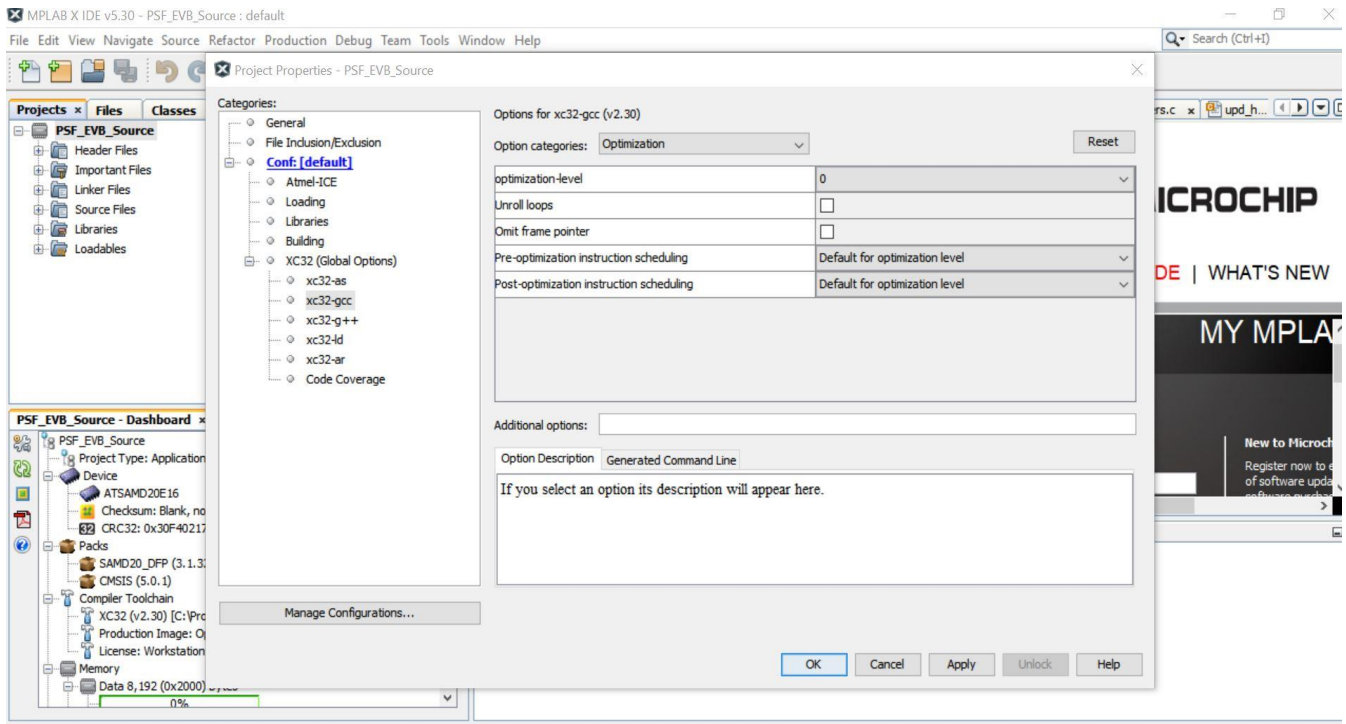 MPLAB X IDE v5.30 - PSF_EVB_Source : default
File Edit View Navigate Source Refactor Production Debug Team Tools Window Help
Search (Ctrl+I)
Project Properties - PSF_EVB_Source
Projects
Files
Classes
PSF_EVB_Source
Header Files
Important Files
Linker Files
Source Files
Libraries
Loadables
PSF_EVB_Source - Dashboard
PSF_EVB_Source
Project Type: Application
Device
ATSAMD20E16
Checksum: Blank, no
CRC32: 0x30F40217
Packs
SAMD20_DFP (3.1.3
CMSIS (5.0.1)
Compiler Toolchain
XC32 (v2.30) [C:\Pro
Production Image: O
License: Workstation
Memory
Data 8,192 (0x2000)
0%
Categories:
General
File Inclusion/Exclusion
Conf: [default]
Atmel-ICE
Loading
Libraries
Building
XC32 (Global Options)
xc32-as
xc32-gcc
xc32-g++
xc32-ld
xc32-ar
Code Coverage
Manage Configurations...
Options for xc32-gcc (v2.30)
Option categories: Optimization
Reset
optimization-level 0
Unroll loops
Omit frame pointer
Pre-optimization instruction scheduling Default for optimization level
Post-optimization instruction scheduling Default for optimization level
Additional options:
Option Description Generated Command Line
If you select an option its description will appear here.
OK Cancel Apply Unlock Help
rs.c
upd_h...
ICROCHIP
DE | WHAT'S NEW
MY MPLA
New to Microch
Register now to e
of software upda